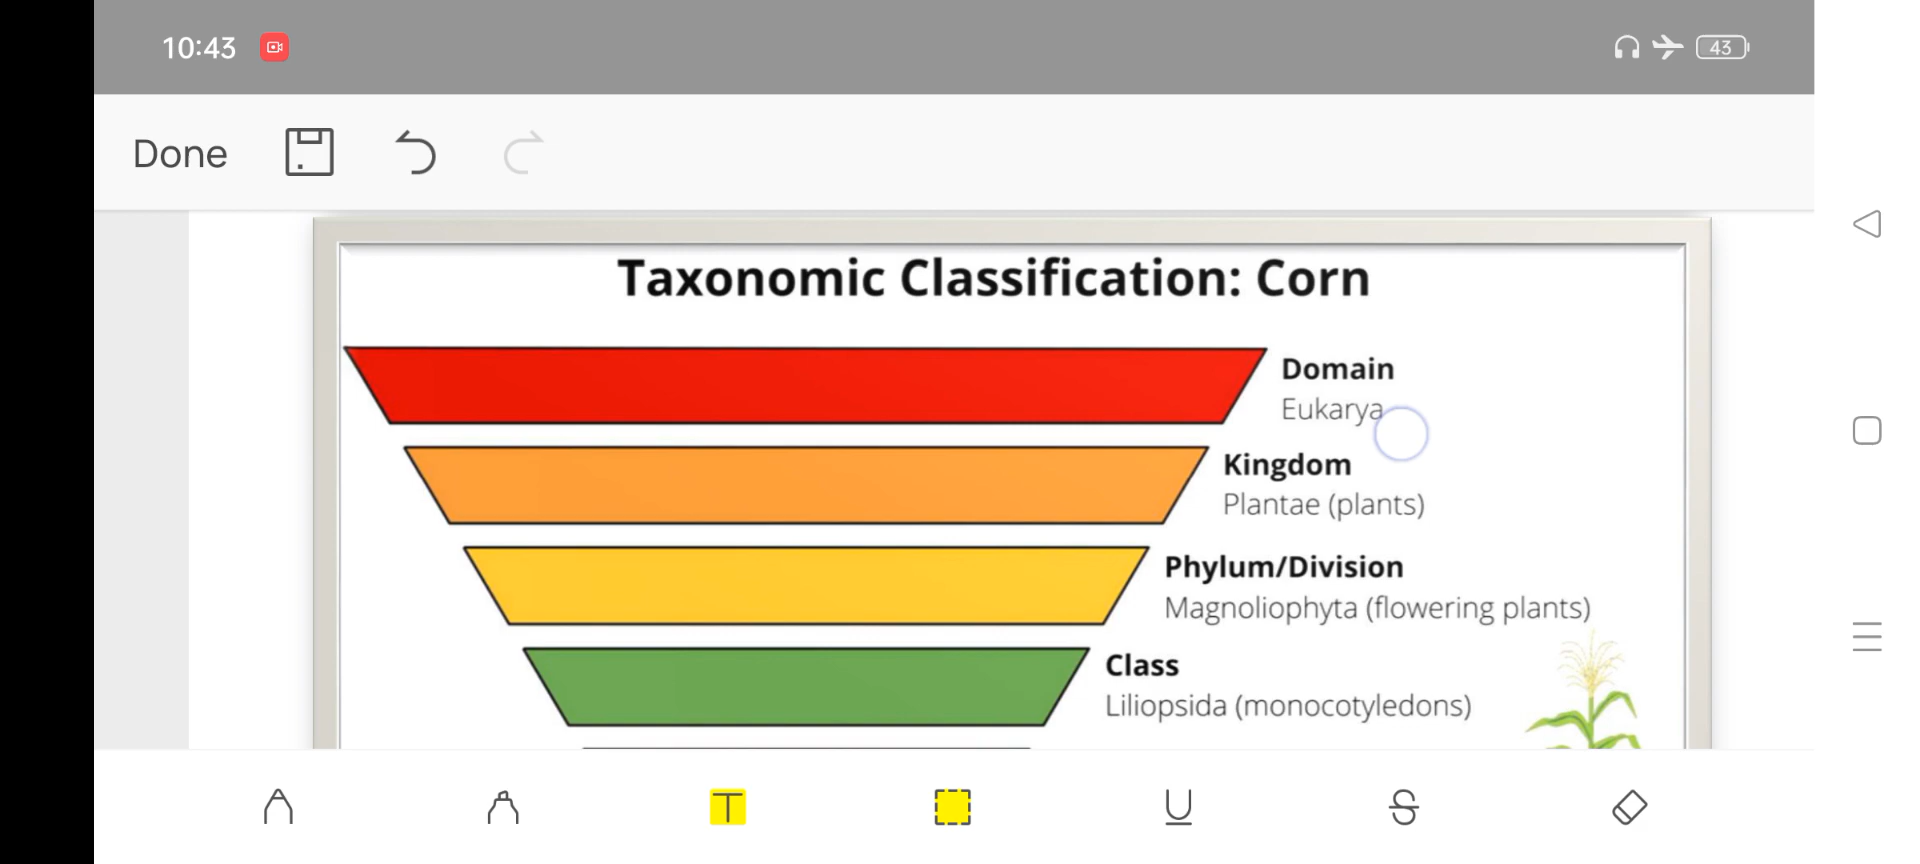 10:43
43
Done
Taxonomic Classification: Corn
Domain
Eukarya
Kingdom
Plantae (plants)
Phylum/Division
Magnoliophyta (flowering plants)
Class
Liliopsida (monocotyledons)
T
U
S